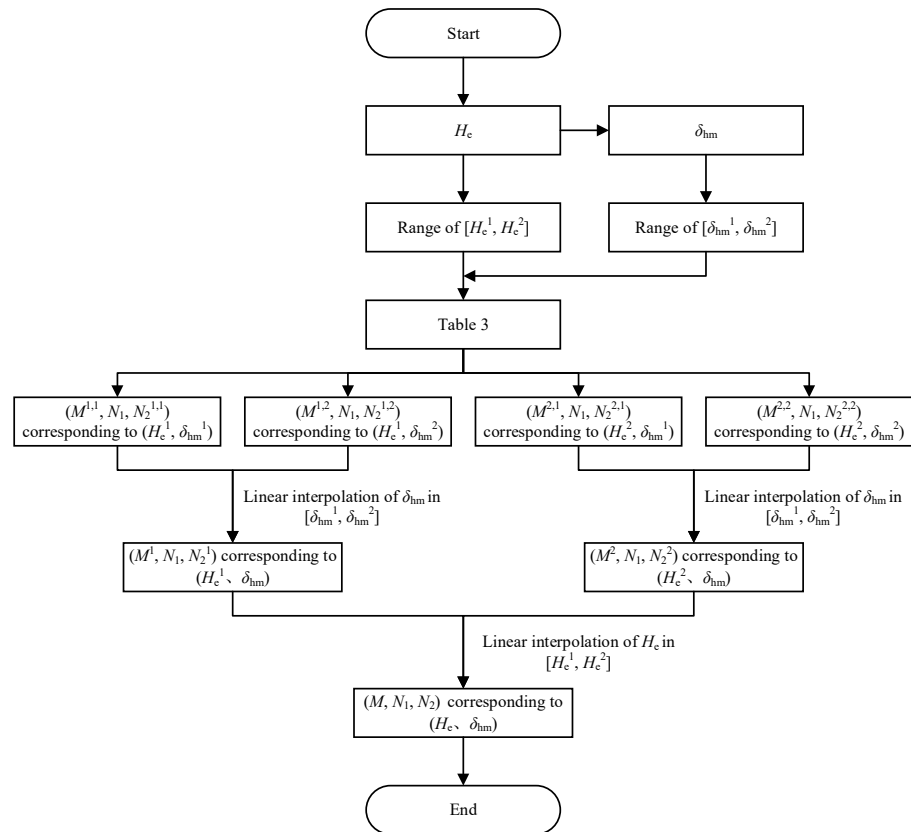 Start
Hₑ
δₕₘ
Range of [Hₑ¹, Hₑ²]
Range of [δₕₘ¹, δₕₘ²]
Table 3
(M¹,¹, N₁, N₂¹,¹)
corresponding to (Hₑ¹, δₕₘ¹)
(M¹,², N₁, N₂¹,²)
corresponding to (Hₑ¹, δₕₘ²)
(M²,¹, N₁, N₂²,¹)
corresponding to (Hₑ², δₕₘ¹)
(M²,², N₁, N₂²,²)
corresponding to (Hₑ², δₕₘ²)
Linear interpolation of δₕₘ in
[δₕₘ¹, δₕₘ²]
Linear interpolation of δₕₘ in
[δₕₘ¹, δₕₘ²]
(M¹, N₁, N₂¹) corresponding to
(Hₑ¹、δₕₘ)
(M², N₁, N₂²) corresponding to
(Hₑ²、δₕₘ)
Linear interpolation of Hₑ in
[Hₑ¹, Hₑ²]
(M, N₁, N₂) corresponding to
(Hₑ、δₕₘ)
End